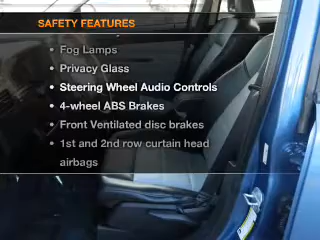 SAFETY FEATURES
• Fog Lamps
• Privacy Glass
• Steering Wheel Audio Controls
• 4-wheel ABS Brakes
• Front Ventilated disc brakes
• 1st and 2nd row curtain head
airbags